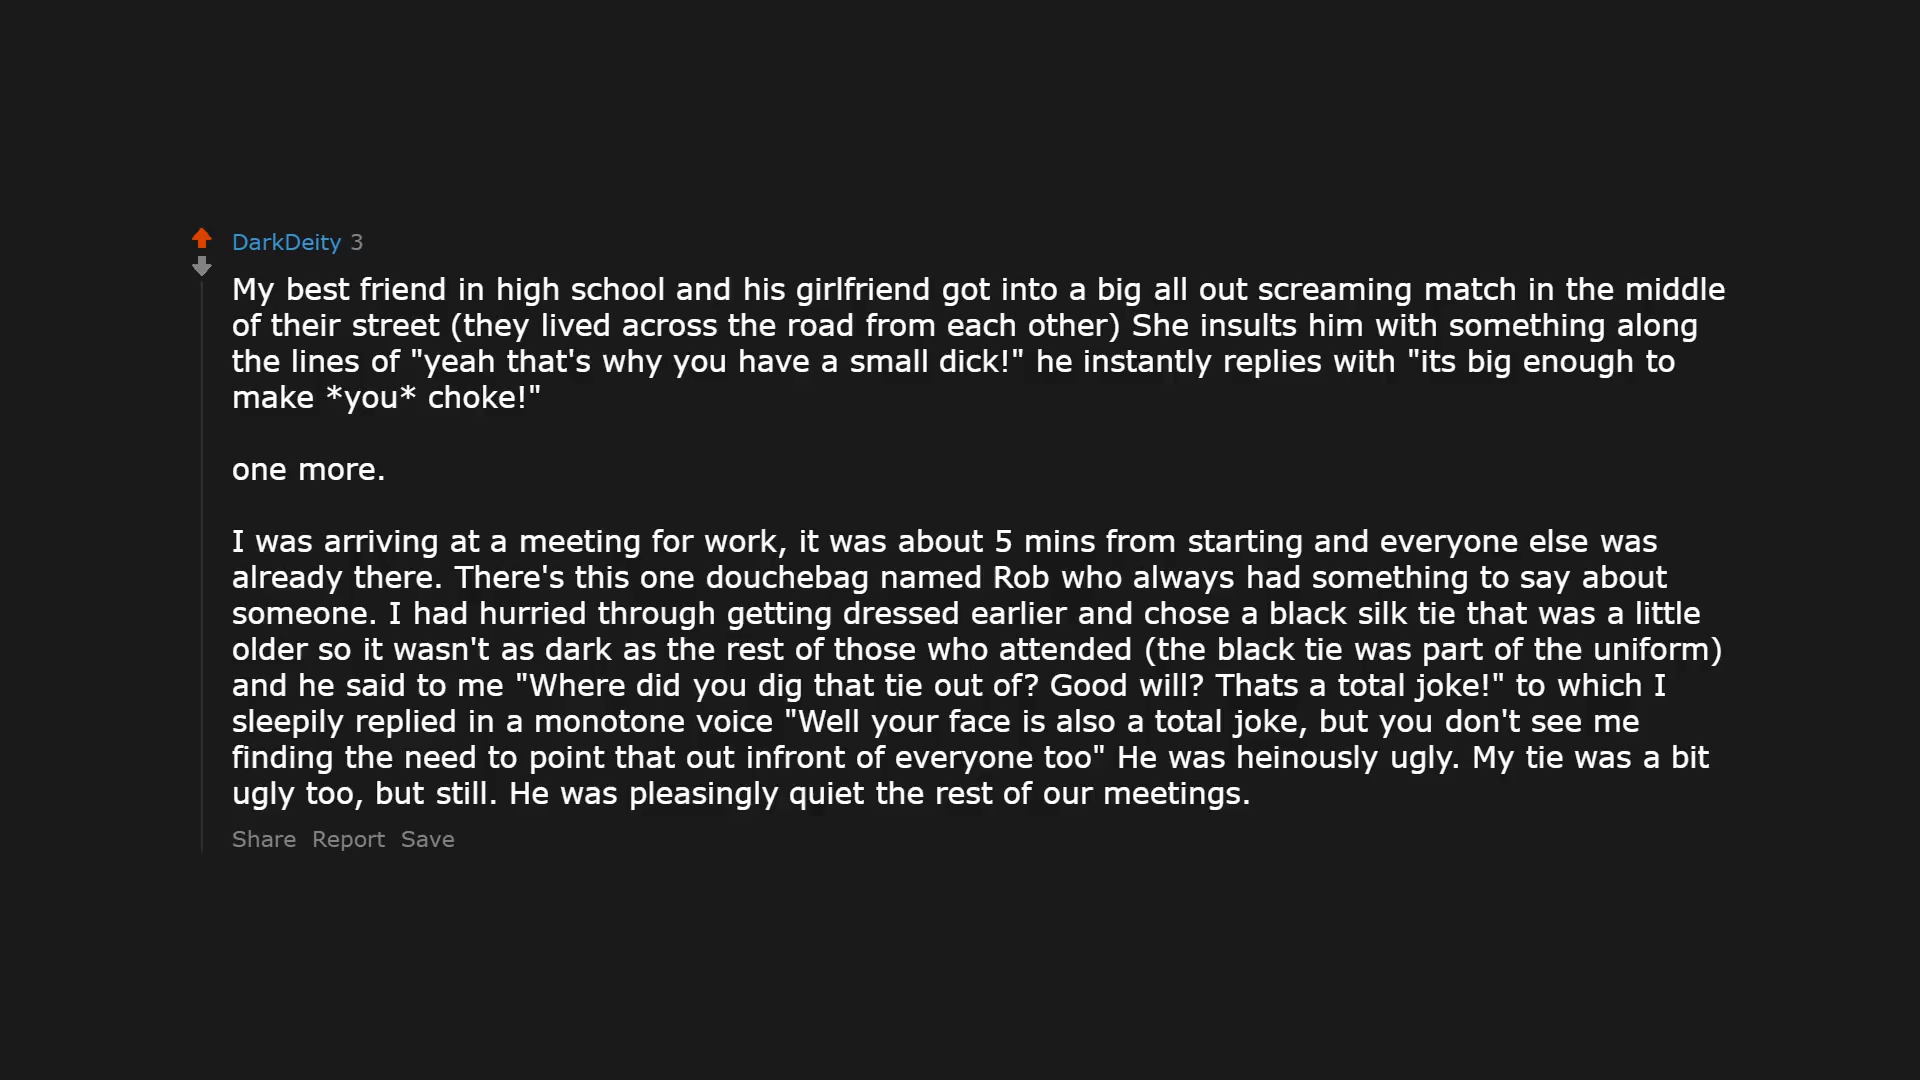 DarkDeity 3
My best friend in high school and his girlfriend got into a big all out screaming match in the middle
of their street (they lived across the road from each other) She insults him with something along
the lines of "yeah that's why you have a small dick!" he instantly replies with "its big enough to
make *you* choke!"
one more.
I was arriving at a meeting for work, it was about 5 mins from starting and everyone else was
already there. There's this one douchebag named Rob who always had something to say about
someone. I had hurried through getting dressed earlier and chose a black silk tie that was a little
older so it wasn't as dark as the rest of those who attended (the black tie was part of the uniform)
and he said to me "Where did you dig that tie out of? Good will? Thats a total joke!" to which I
sleepily replied in a monotone voice "Well your face is also a total joke, but you don't see me
finding the need to point that out infront of everyone too" He was heinously ugly. My tie was a bit
ugly too, but still. He was pleasingly quiet the rest of our meetings.
Share Report Save